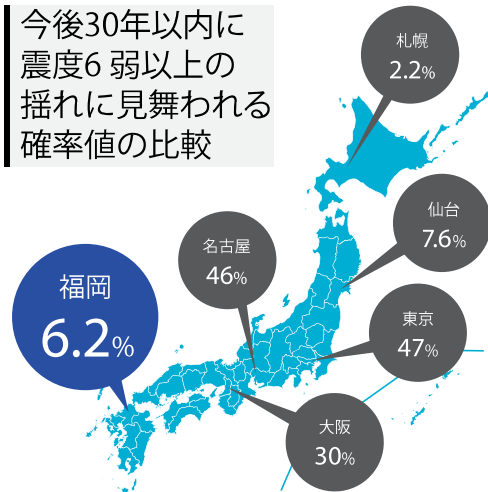 今後30年以内に
震度6 弱以上の
揺れに見舞われる
確率値の比較
札幌
2.2%
仙台
7.6%
名古屋
46%
福岡
6.2%
東京
47%
大阪
30%